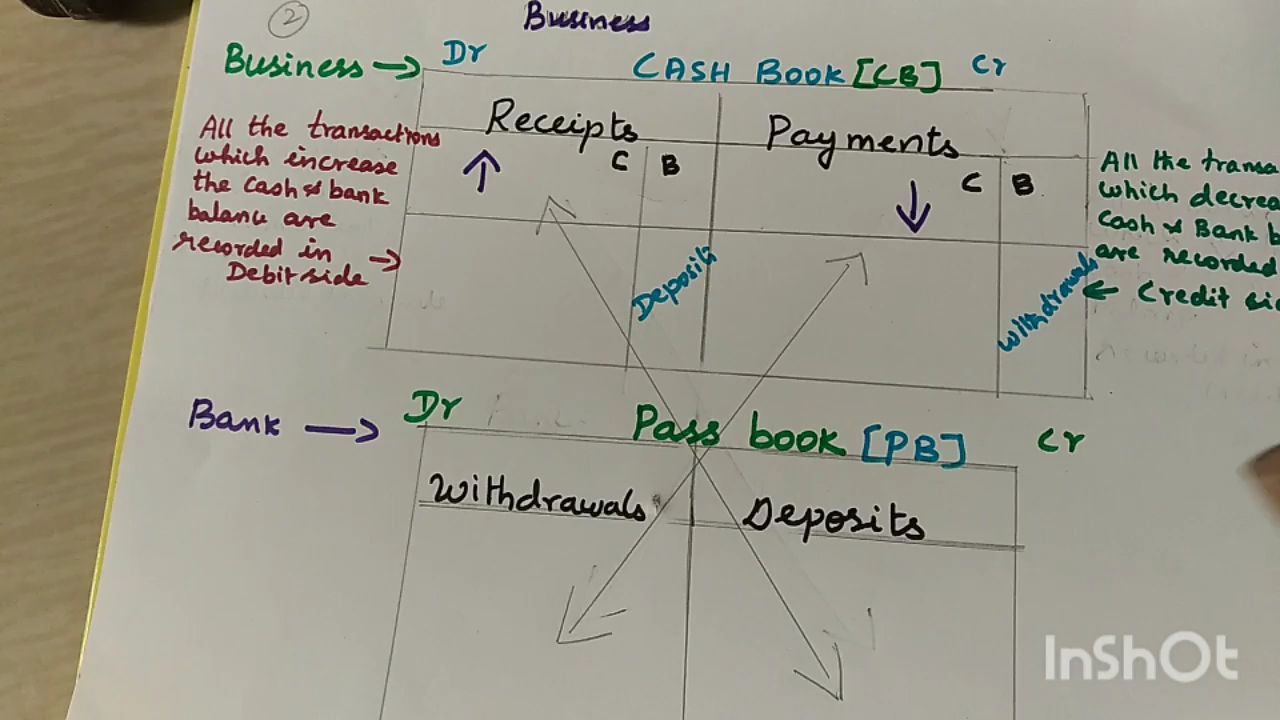 2
Business
Business → Dr CASH BOOK [CB] Cr
Receipts
Payments
C B
C B
All the transactions
which increase
the cash & bank
balance are
recorded in →
Debit side
All the transa
which decrea
Cash & Bank b
are recorded
← Credit si
Deposits
Withdrawals
Bank → Dr Pass book [PB] Cr
Withdrawals
Deposits
InShOt